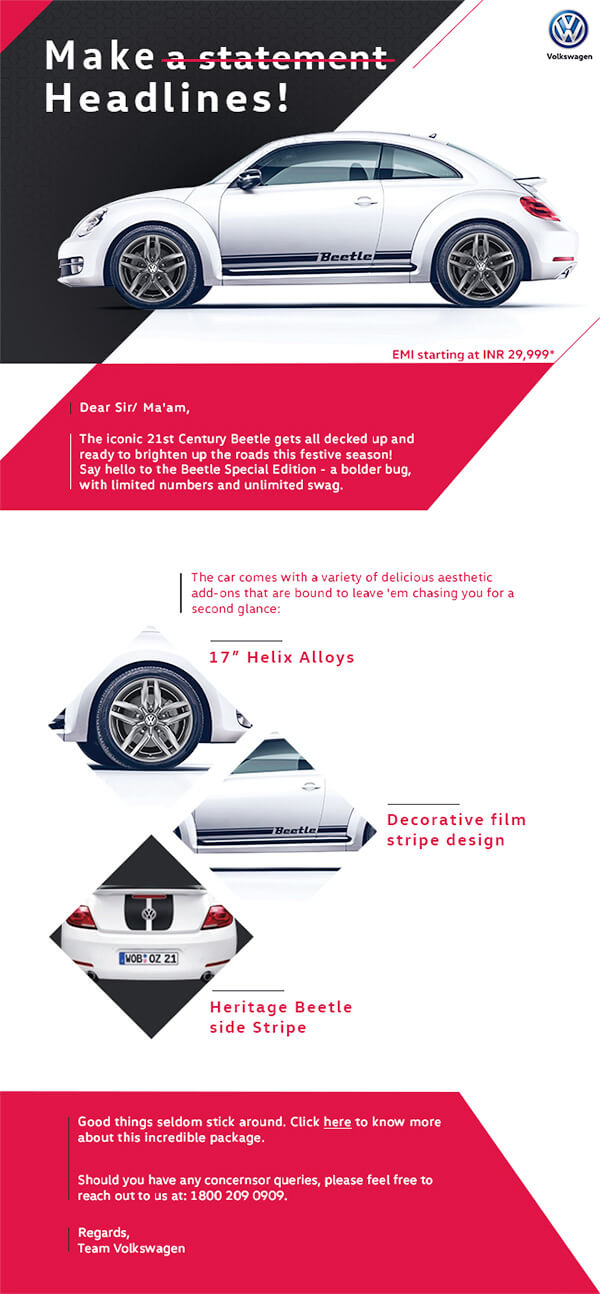 Make a statement
Headlines!
Volkswagen
Beetle
EMI starting at INR 29,999*
Dear Sir/ Ma'am,
The iconic 21st Century Beetle gets all decked up and
ready to brighten up the roads this festive season!
Say hello to the Beetle Special Edition - a bolder bug,
with limited numbers and unlimited swag.
The car comes with a variety of delicious aesthetic
add-ons that are bound to leave 'em chasing you for a
second glance:
17” Helix Alloys
Beetle
Decorative film
stripe design
WOB OZ 21
Heritage Beetle
side Stripe
Good things seldom stick around. Click here to know more
about this incredible package.
Should you have any concernsor queries, please feel free to
reach out to us at: 1800 209 0909.
Regards,
Team Volkswagen